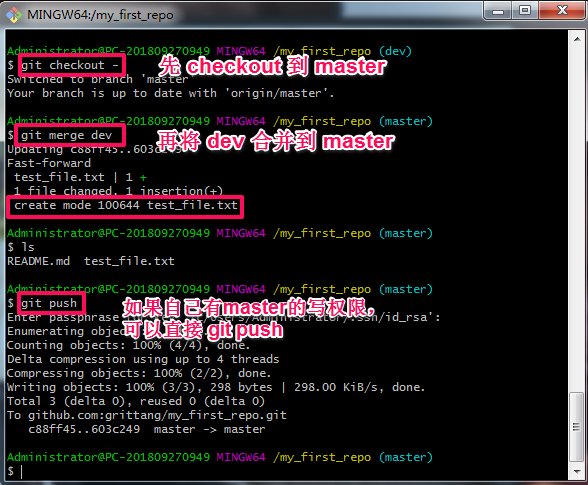 MINGW64:/my_first_repo
Administrator@PC-201809270949 MINGW64 /my_first_repo (dev)
$ git checkout -
先 checkout 到 master
Switched to branch 'master'
Your branch is up to date with 'origin/master'.
Administrator@PC-201809270949 MINGW64 /my_first_repo (master)
$ git merge dev
再将 dev 合并到 master
Updating c88ff45..603c249
Fast-forward
test_file.txt | 1 +
1 file changed, 1 insertion(+)
create mode 100644 test_file.txt
Administrator@PC-201809270949 MINGW64 /my_first_repo (master)
$ ls
README.md test_file.txt
Administrator@PC-201809270949 MINGW64 /my_first_repo (master)
$ git push
如果自己有master的写权限，
可以直接 git push
Enter passphrase /.ssh/id_rsa':
Enumerating objects
Counting objects: 100% (4/4), done.
Delta compression using up to 4 threads
Compressing objects: 100% (2/2), done.
Writing objects: 100% (3/3), 298 bytes | 298.00 KiB/s, done.
Total 3 (delta 0), reused 0 (delta 0)
To github.com:grittang/my_first_repo.git
c88ff45..603c249 master -> master
Administrator@PC-201809270949 MINGW64 /my_first_repo (master)
$